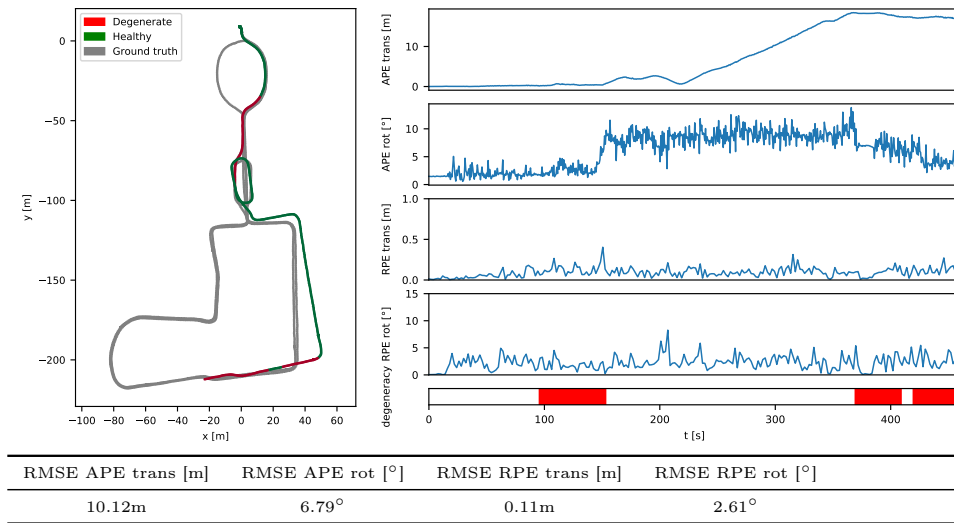 Degenerate
Healthy
Ground truth
0
−50
−100
−150
−200
y [m]
−100 −80 −60 −40 −20 0 20 40 60
x [m]
APE trans [m]
10
0
APE rot [°]
10
5
0
RPE trans [m]
1.0
0.5
0.0
RPE rot [°]
15
10
5
0
degeneracy
0 100 200 300 400
t [s]
RMSE APE trans [m] RMSE APE rot [°] RMSE RPE trans [m] RMSE RPE rot [°]
10.12m 6.79° 0.11m 2.61°